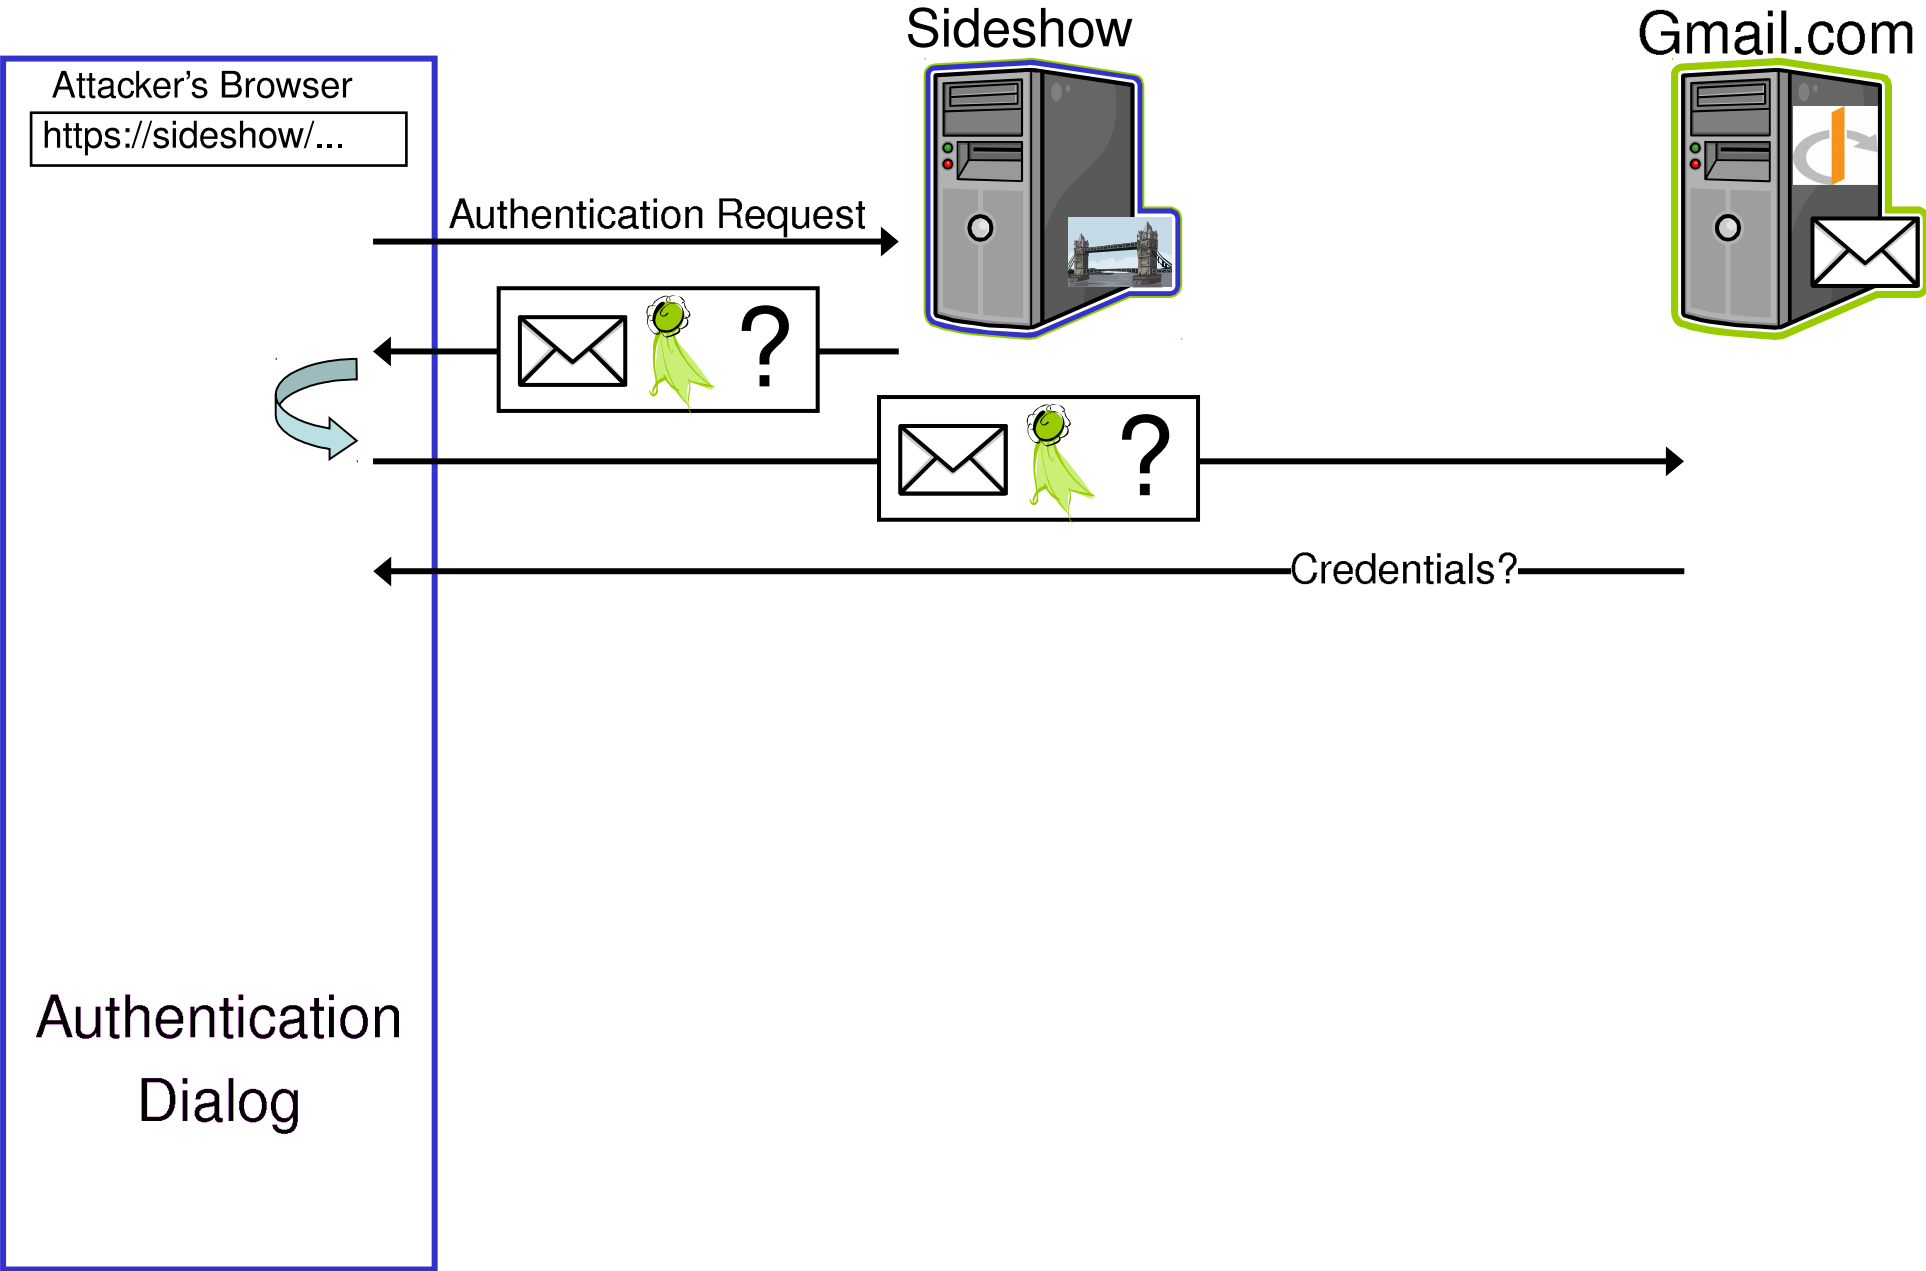 Sideshow
Gmail.com
Attacker's Browser
https://sideshow/...
Authentication Request
?
?
Credentials?
Authentication
Dialog